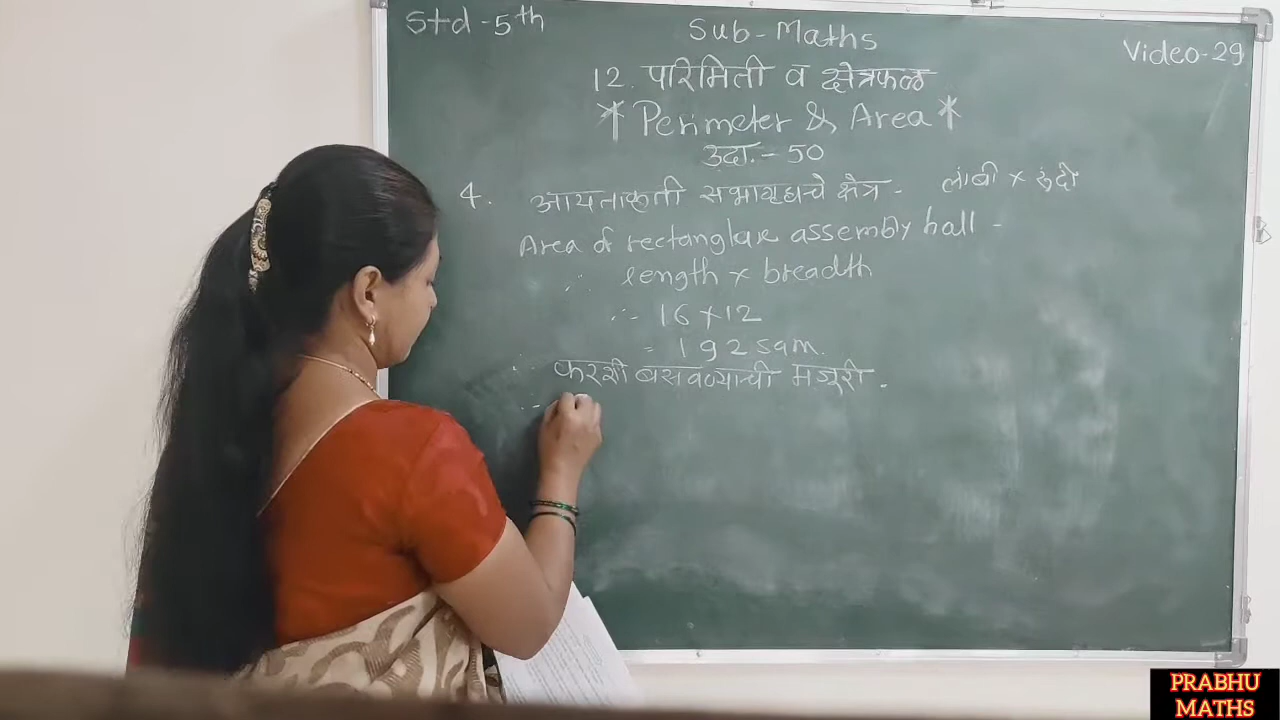 Std-5th
Sub-Maths
Video-29
12. परिमिती व क्षेत्रफळ
* Perimeter & Area *
उदा.- 50
4. आयताकृती सभागृहाचे क्षेत्र - लांबी × रुंदी
Area of rectanglare assembly hall -
∴ length × breadth
∴ 16 × 12
= 192 sqm.
∴ फरशी बसवण्याची मजूरी -
PRABHU
MATHS